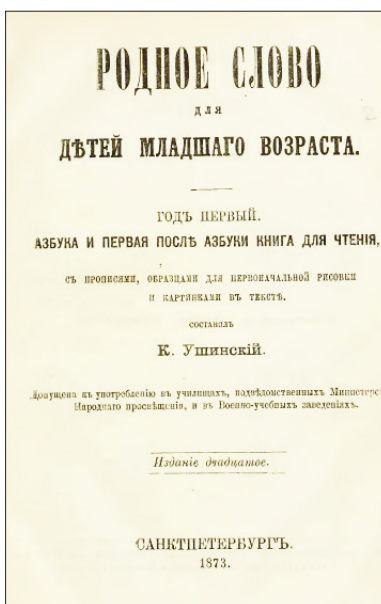 РОДНОЕ СЛОВО
ДЛЯ
ДѢТЕЙ МЛАДШАГО ВОЗРАСТА.
ГОДЪ ПЕРВЫЙ.
АЗБУКА И ПЕРВАЯ ПОСЛѢ АЗБУКИ КНИГА ДЛЯ ЧТЕНІЯ,
СЪ ПРОПИСЯМИ, ОБРАЗЦАМИ ДЛЯ ПЕРВОНАЧАЛЬНОЙ РИСОВКИ
И КАРТИНКАМИ ВЪ ТЕКСТѢ.
СОСТАВИЛЪ
К. Ушинскій.
Допущена къ употребленію въ училищахъ, подвѣдомственныхъ Министерс
Народнаго просвѣщенія, и въ Военно-учебныхъ заведеніяхъ.
Изданіе двадцатое.
САНКТПЕТЕРБУРГЪ.
1873.